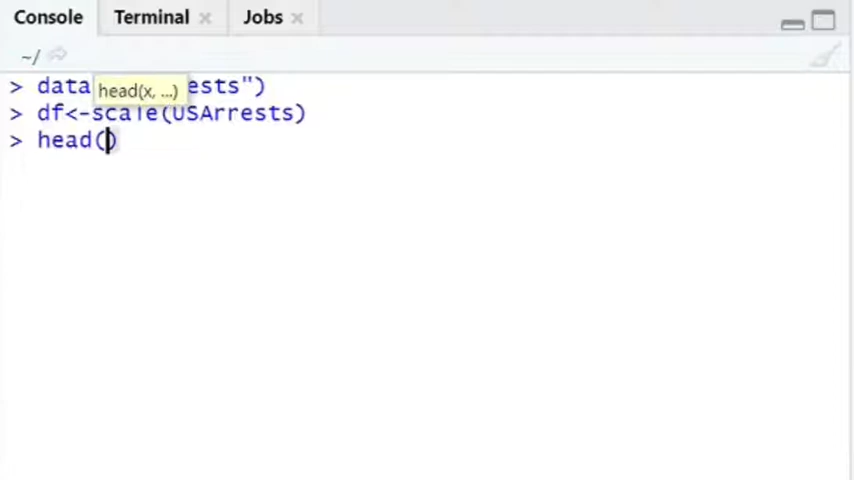 Console Terminal × Jobs ×
~/
> data ests")
head(x, ...)
> df<-scale(USArrests)
> head()